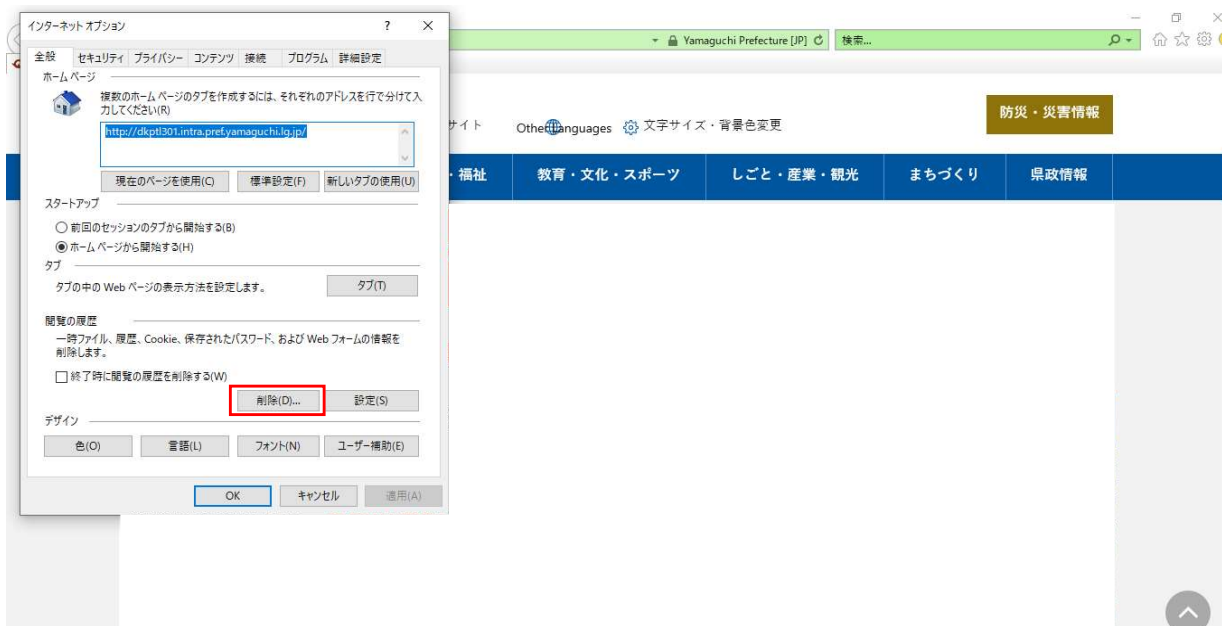 インターネット オプション ? ×
全般 セキュリティ プライバシー コンテンツ 接続 プログラム 詳細設定
ホーム ページ
複数のホーム ページのタブを作成するには、それぞれのアドレスを行で分けて入
力してください(R)
http://dkptl301.intra.pref.yamaguchi.lg.jp/
現在のページを使用(C) 標準設定(F) 新しいタブの使用(U)
スタートアップ
前回のセッションのタブから開始する(B)
ホーム ページから開始する(H)
タブ
タブの中の Web ページの表示方法を設定します。 タブ(T)
閲覧の履歴
一時ファイル、履歴、Cookie、保存されたパスワード、および Web フォームの情報を
削除します。
終了時に閲覧の履歴を削除する(W)
削除(D)... 設定(S)
デザイン
色(O) 言語(L) フォント(N) ユーザー補助(E)
OK キャンセル 適用(A)
Yamaguchi Prefecture [JP] 検索...
サイト Other Languages 文字サイズ・背景色変更 防災・災害情報
・福祉 教育・文化・スポーツ しごと・産業・観光 まちづくり 県政情報